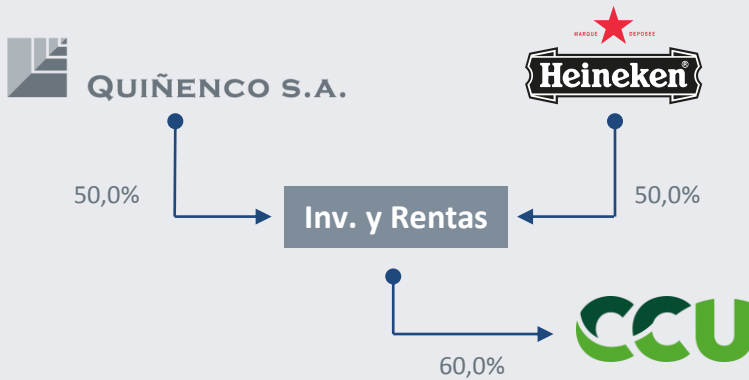 MARQUE DEPOSEE
Heineken®
QUIÑENCO S.A.
50,0%
50,0%
Inv. y Rentas
CCU
60,0%